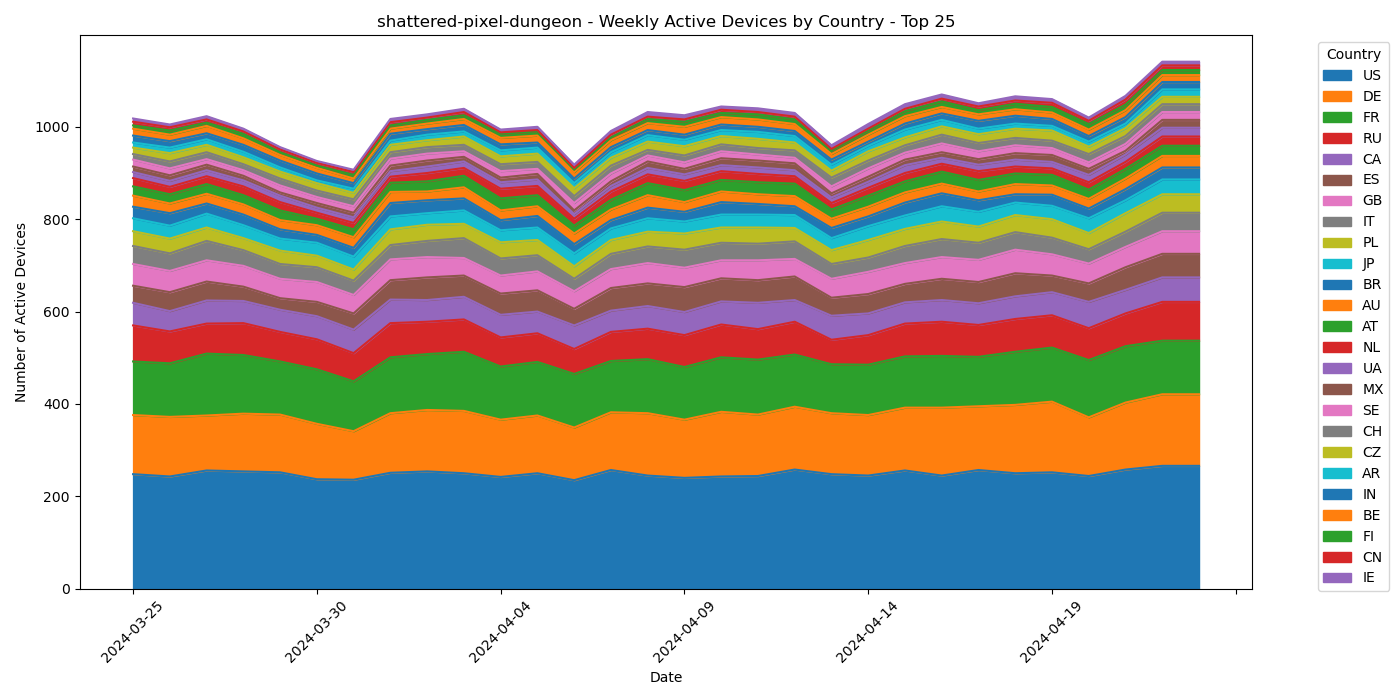 shattered-pixel-dungeon - Weekly Active Devices by Country - Top 25
Number of Active Devices
1000
800
600
400
200
0
2024-03-25
2024-03-30
2024-04-04
2024-04-09
2024-04-14
2024-04-19
Date
Country
US
DE
FR
RU
CA
ES
GB
IT
PL
JP
BR
AU
AT
NL
UA
MX
SE
CH
CZ
AR
IN
BE
FI
CN
IE